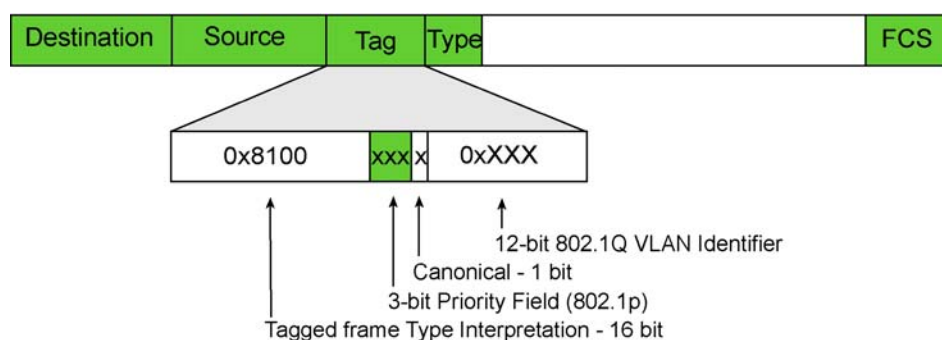 Destination Source Tag Type FCS
0x8100 xxx x 0xXXX
12-bit 802.1Q VLAN Identifier
Canonical - 1 bit
3-bit Priority Field (802.1p)
Tagged frame Type Interpretation - 16 bit